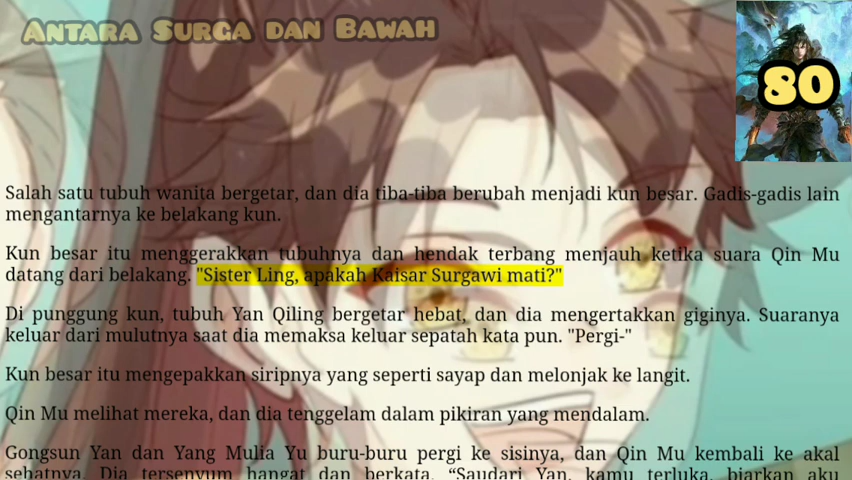 Antara Surga dan Bawah
80
Salah satu tubuh wanita bergetar, dan dia tiba-tiba berubah menjadi kun besar. Gadis-gadis lain
mengantarnya ke belakang kun.
Kun besar itu menggerakkan tubuhnya dan hendak terbang menjauh ketika suara Qin Mu
datang dari belakang. "Sister Ling, apakah Kaisar Surgawi mati?"
Di punggung kun, tubuh Yan Qiling bergetar hebat, dan dia mengertakkan giginya. Suaranya
keluar dari mulutnya saat dia memaksa keluar sepatah kata pun. "Pergi-"
Kun besar itu mengepakkan siripnya yang seperti sayap dan melonjak ke langit.
Qin Mu melihat mereka, dan dia tenggelam dalam pikiran yang mendalam.
Gongsun Yan dan Yang Mulia Yu buru-buru pergi ke sisinya, dan Qin Mu kembali ke akal
sehatnya. Dia tersenyum hangat dan berkata, “Saudari Yan, kamu terluka, biarkan aku